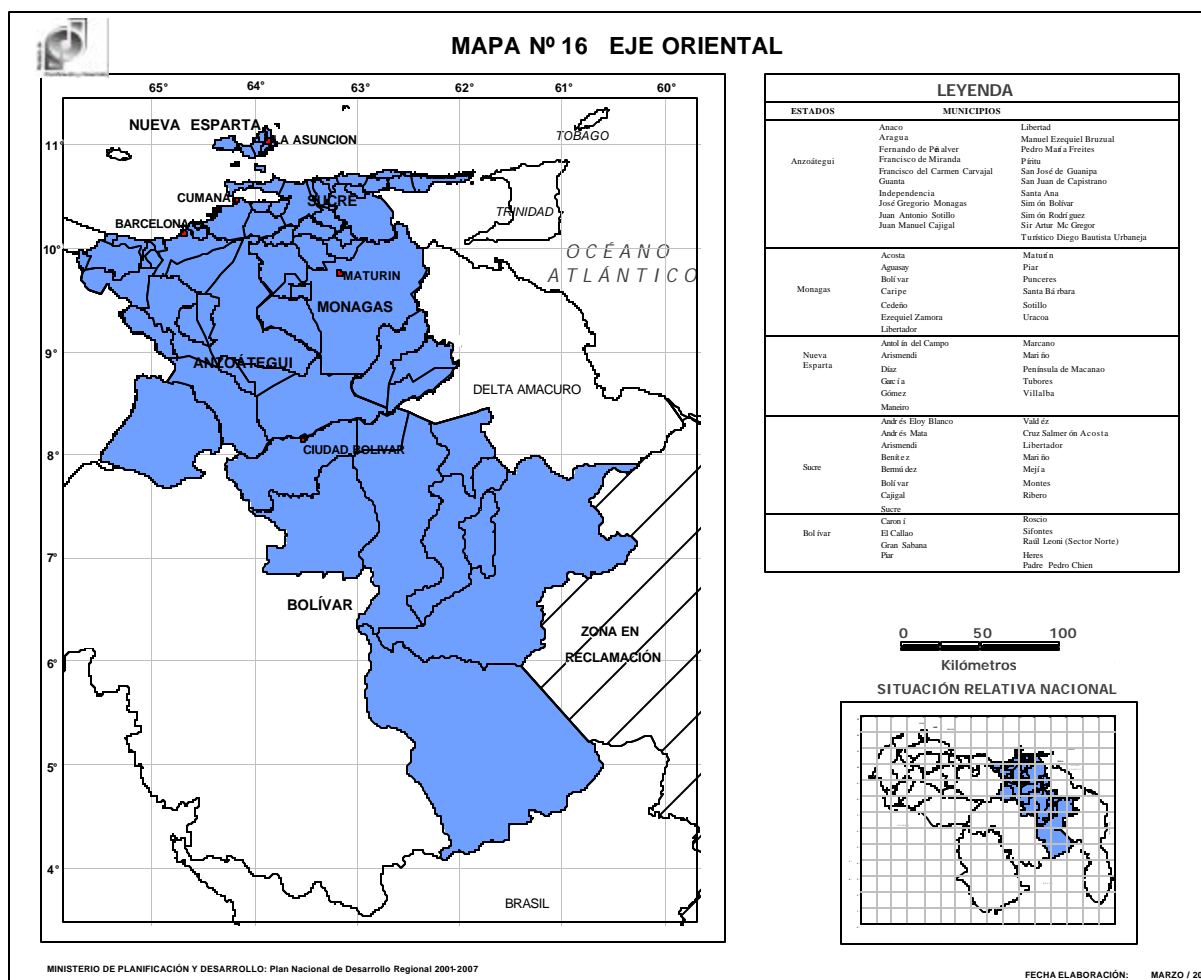 MAPA Nº 16 EJE ORIENTAL
65° 64° 63° 62° 61° 60°
NUEVA ESPARTA
LA ASUNCION
TOBAGO
11°
CUMANA
SUCRE
TRINIDAD
BARCELONA
10°
OCÉANO
ATLÁNTICO
MATURIN
MONAGAS
9°
ANZOÁTEGUI
DELTA AMACURO
CIUDAD BOLIVAR
8°
7°
BOLÍVAR
ZONA EN
RECLAMACIÓN
6°
5°
4°
BRASIL
LEYENDA
ESTADOS MUNICIPIOS
Anzoátegui
Anaco Libertad
Aragua Manuel Ezequiel Bruzual
Fernando de Peñalver Pedro María Freites
Francisco de Miranda Píritu
Francisco del Carmen Carvajal San José de Guanipa
Guanta San Juan de Capistrano
Independencia Santa Ana
José Gregorio Monagas Simón Bolívar
Juan Antonio Sotillo Simón Rodríguez
Juan Manuel Cajigal Sir Artur Mc Gregor
Turístico Diego Bautista Urbaneja
Monagas
Acosta Maturín
Aguasay Piar
Bolívar Punceres
Caripe Santa Bárbara
Cedeño Sotillo
Ezequiel Zamora Uracoa
Libertador
Nueva
Esparta
Antolín del Campo Marcano
Arismendi Mariño
Díaz Península de Macanao
García Tubores
Gómez Villalba
Maneiro
Sucre
Andrés Eloy Blanco Valdéz
Andrés Mata Cruz Salmerón Acosta
Arismendi Libertador
Benítez Mariño
Bermúdez Mejía
Bolívar Montes
Cajigal Ribero
Sucre
Bolívar
Caroní Roscio
El Callao Sifontes
Gran Sabana Raúl Leoni (Sector Norte)
Piar Heres
Padre Pedro Chien
0 50 100
Kilómetros
SITUACIÓN RELATIVA NACIONAL
MINISTERIO DE PLANIFICACIÓN Y DESARROLLO: Plan Nacional de Desarrollo Regional 2001-2007
FECHA ELABORACIÓN: MARZO / 20